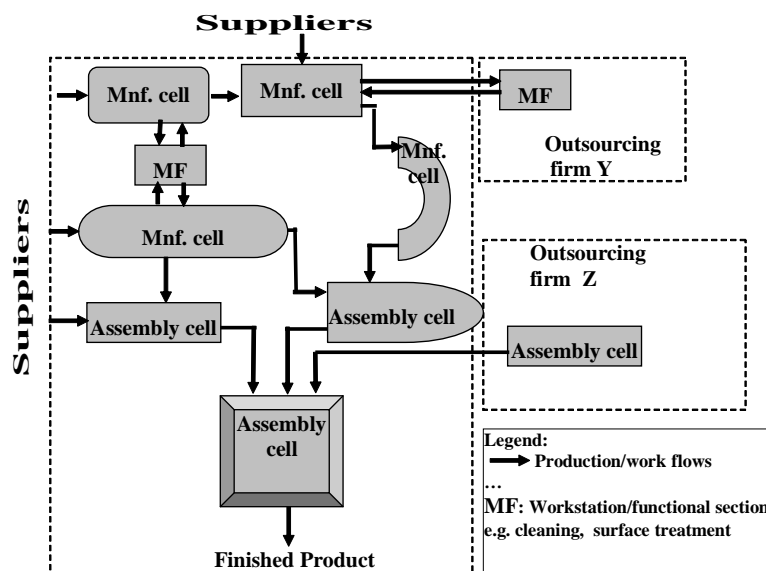 Suppliers
Mnf. cell
Mnf. cell
MF
Outsourcing
firm Y
Mnf.
cell
MF
Suppliers
Mnf. cell
Outsourcing
firm Z
Assembly cell
Assembly cell
Assembly cell
Assembly
cell
Legend:
Production/work flows
...
MF: Workstation/functional section
e.g. cleaning, surface treatment
Finished Product